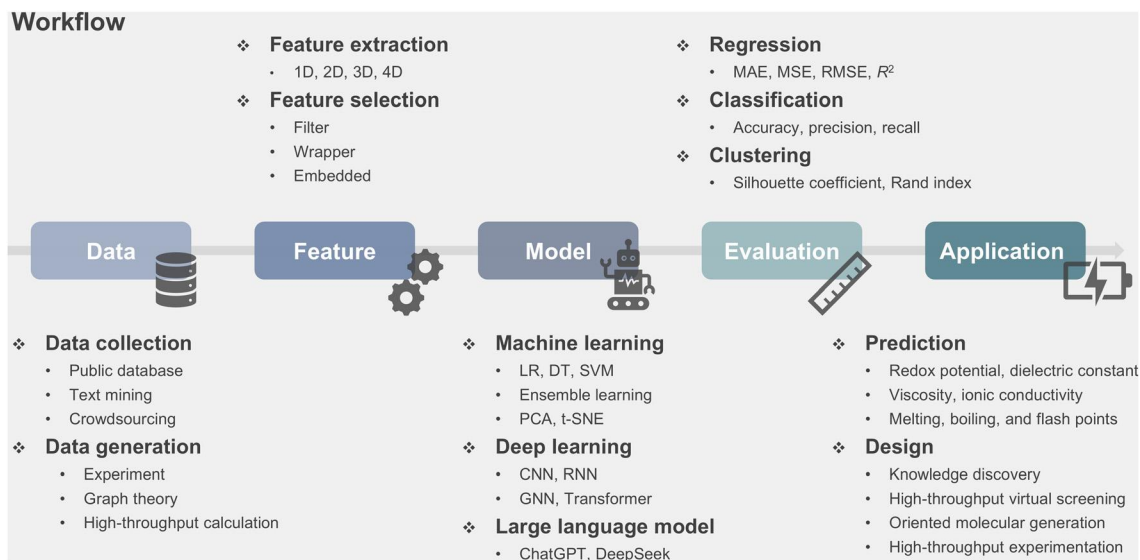 Workflow
❖ Feature extraction
• 1D, 2D, 3D, 4D
❖ Feature selection
• Filter
• Wrapper
• Embedded
❖ Regression
• MAE, MSE, RMSE, R²
❖ Classification
• Accuracy, precision, recall
❖ Clustering
• Silhouette coefficient, Rand index
Data
Feature
Model
Evaluation
Application
❖ Data collection
• Public database
• Text mining
• Crowdsourcing
❖ Data generation
• Experiment
• Graph theory
• High-throughput calculation
❖ Machine learning
• LR, DT, SVM
• Ensemble learning
• PCA, t-SNE
❖ Deep learning
• CNN, RNN
• GNN, Transformer
❖ Large language model
• ChatGPT, DeepSeek
❖ Prediction
• Redox potential, dielectric constant
• Viscosity, ionic conductivity
• Melting, boiling, and flash points
❖ Design
• Knowledge discovery
• High-throughput virtual screening
• Oriented molecular generation
• High-throughput experimentation